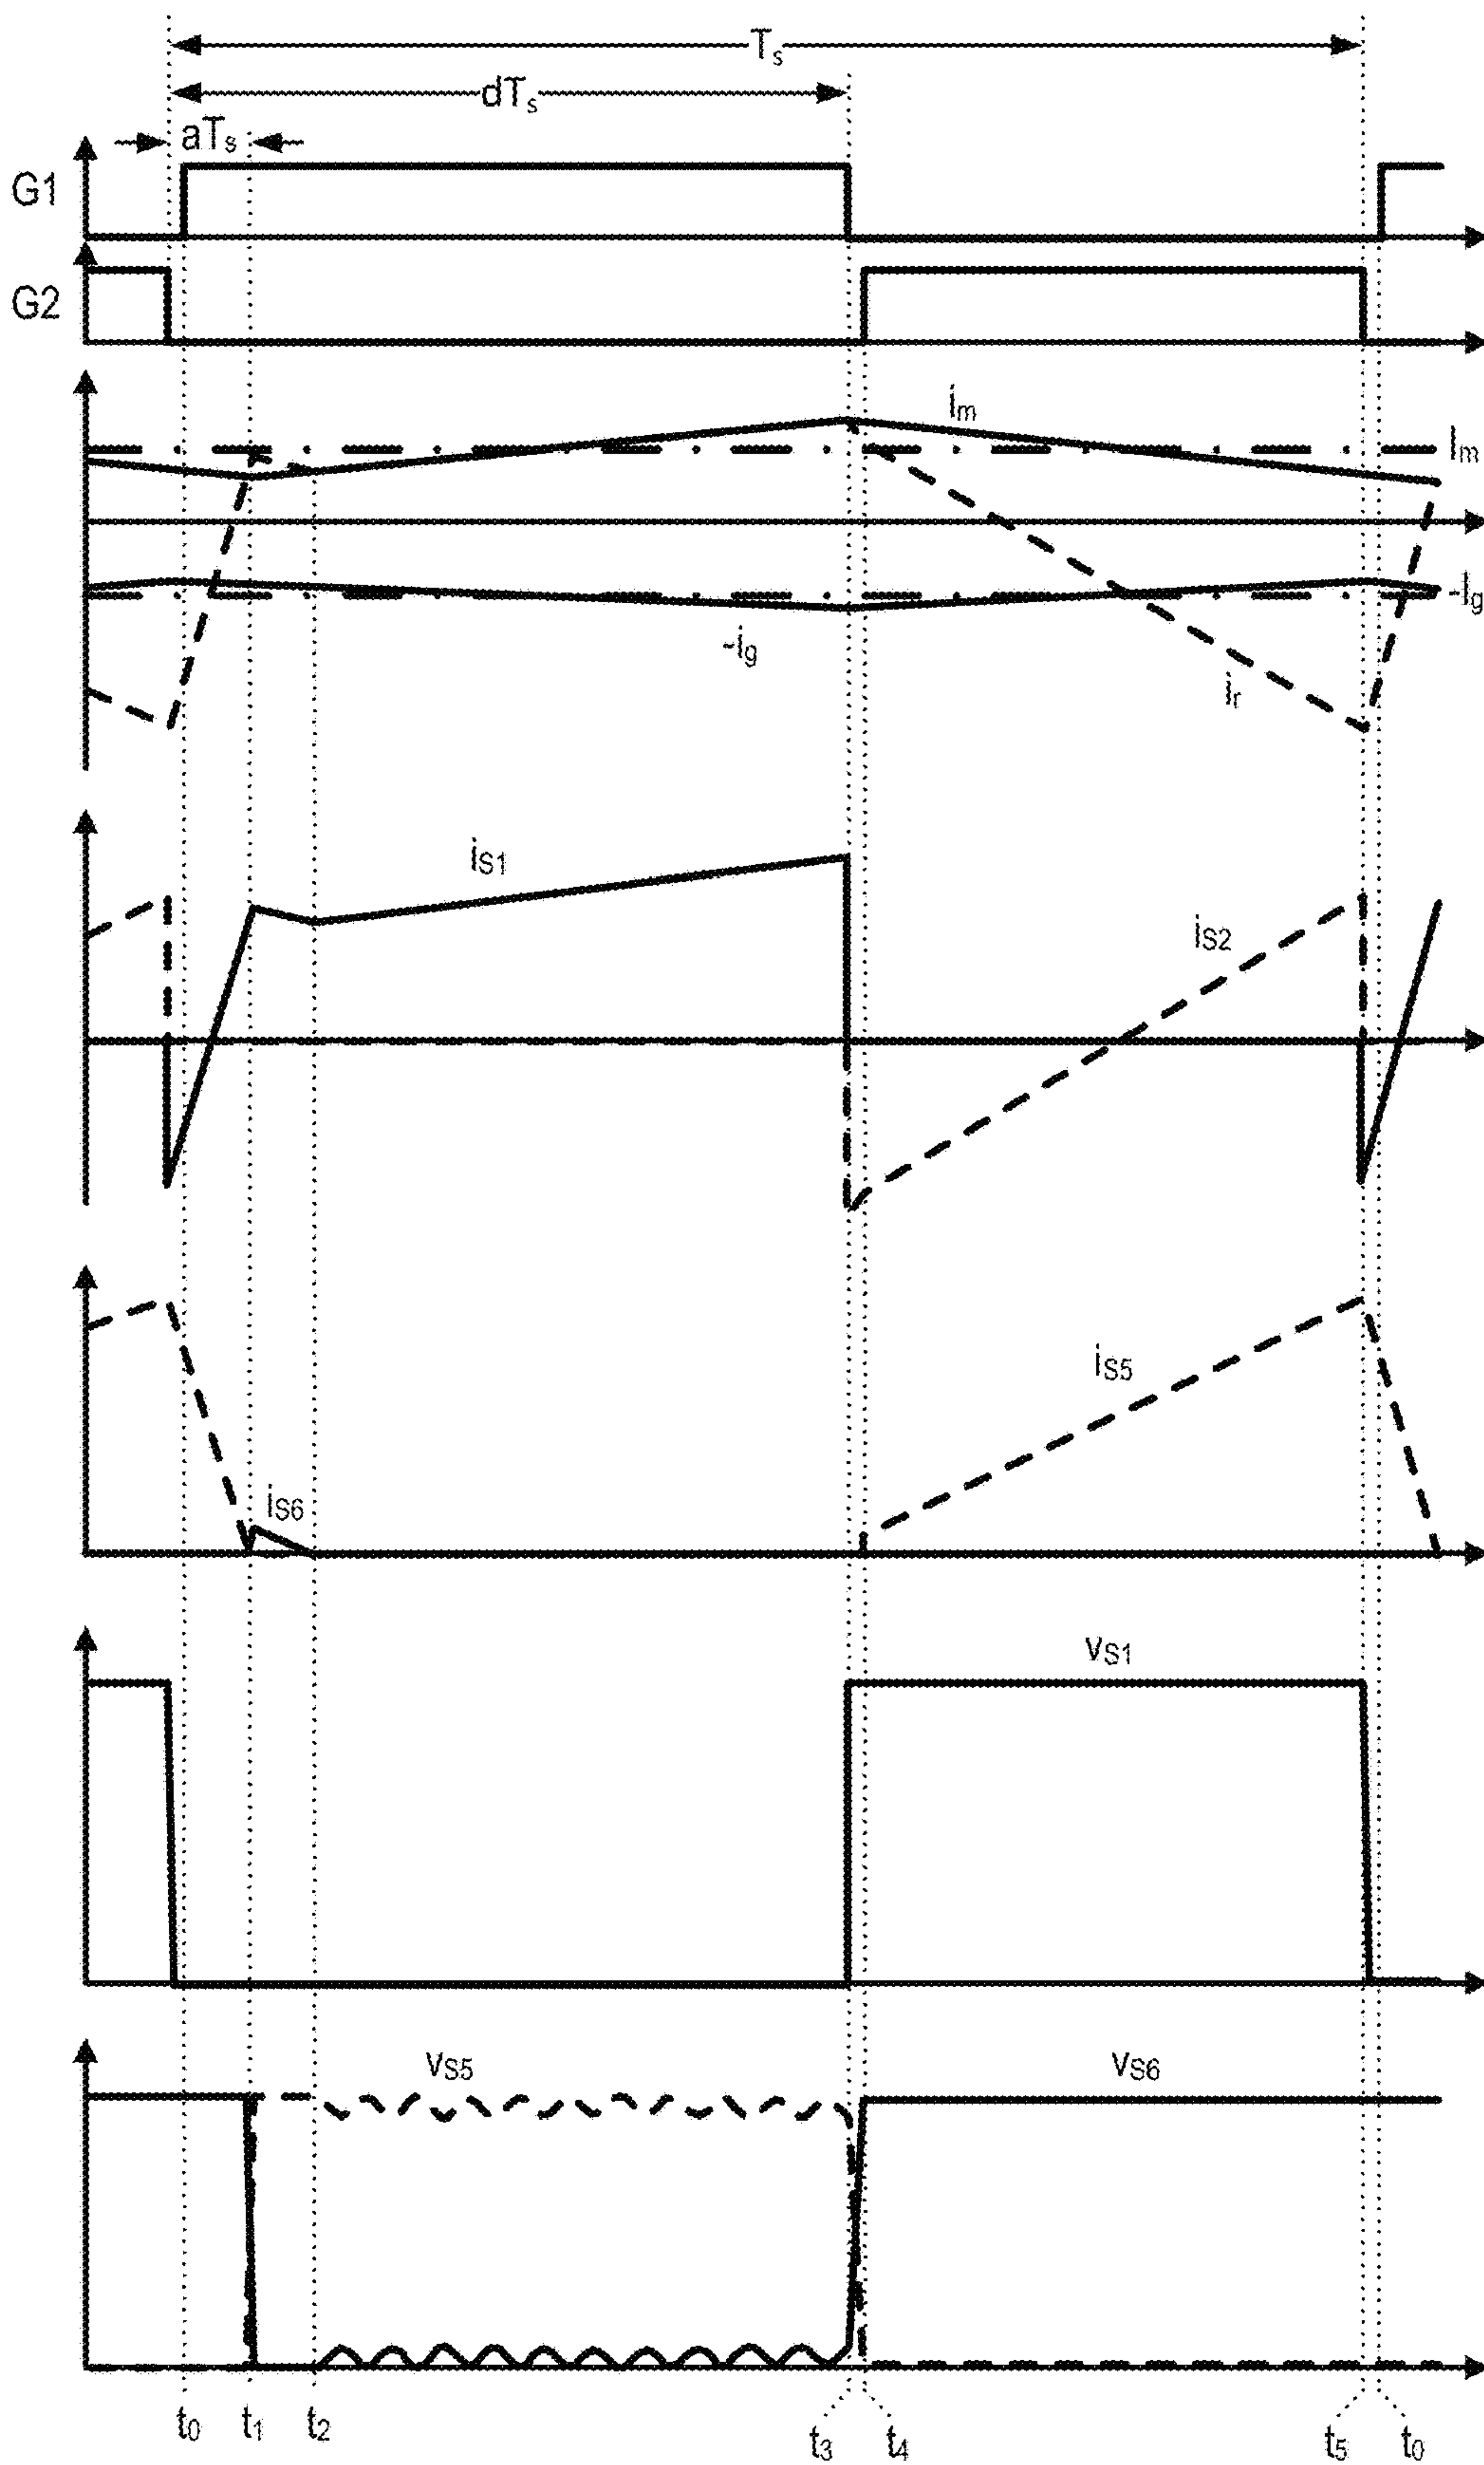 Ts
dTs
aTs
G1
G2
im
Im
-Ig
-ig
ir
iS1
iS2
iS5
iS6
vS1
vS5
vS6
t0 t1 t2 t3 t4 t5 t0